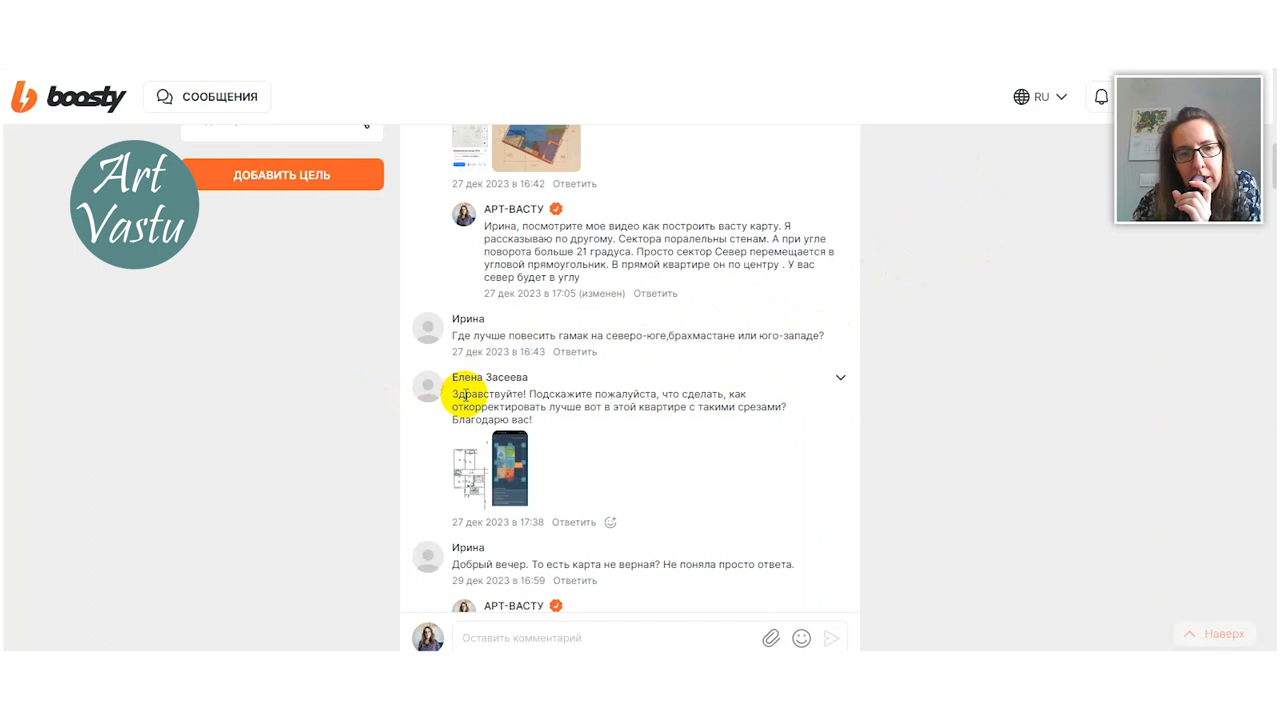 boosty
СООБЩЕНИЯ
RU
Art
Vastu
ДОБАВИТЬ ЦЕЛЬ
27 дек 2023 в 16:42 Ответить
АРТ-ВАСТУ
Ирина, посмотрите мое видео как построить васту карту. Я
рассказываю по другому. Сектора поралельны стенам. А при угле
поворота больше 21 градуса. Просто сектор Север перемещается в
угловой прямоугольник. В прямой квартире он по центру . У вас
север будет в углу
27 дек 2023 в 17:05 (изменен) Ответить
Ирина
Где лучше повесить гамак на северо-юге,брахмастане или юго-западе?
27 дек 2023 в 16:43 Ответить
Елена Засеева
Здравствуйте! Подскажите пожалуйста, что сделать, как
откорректировать лучше вот в этой квартире с такими срезами?
Благодарю вас!
27 дек 2023 в 17:38 Ответить
Ирина
Добрый вечер. То есть карта не верная? Не поняла просто ответа.
29 дек 2023 в 16:59 Ответить
АРТ-ВАСТУ
Оставить комментарий
Наверх